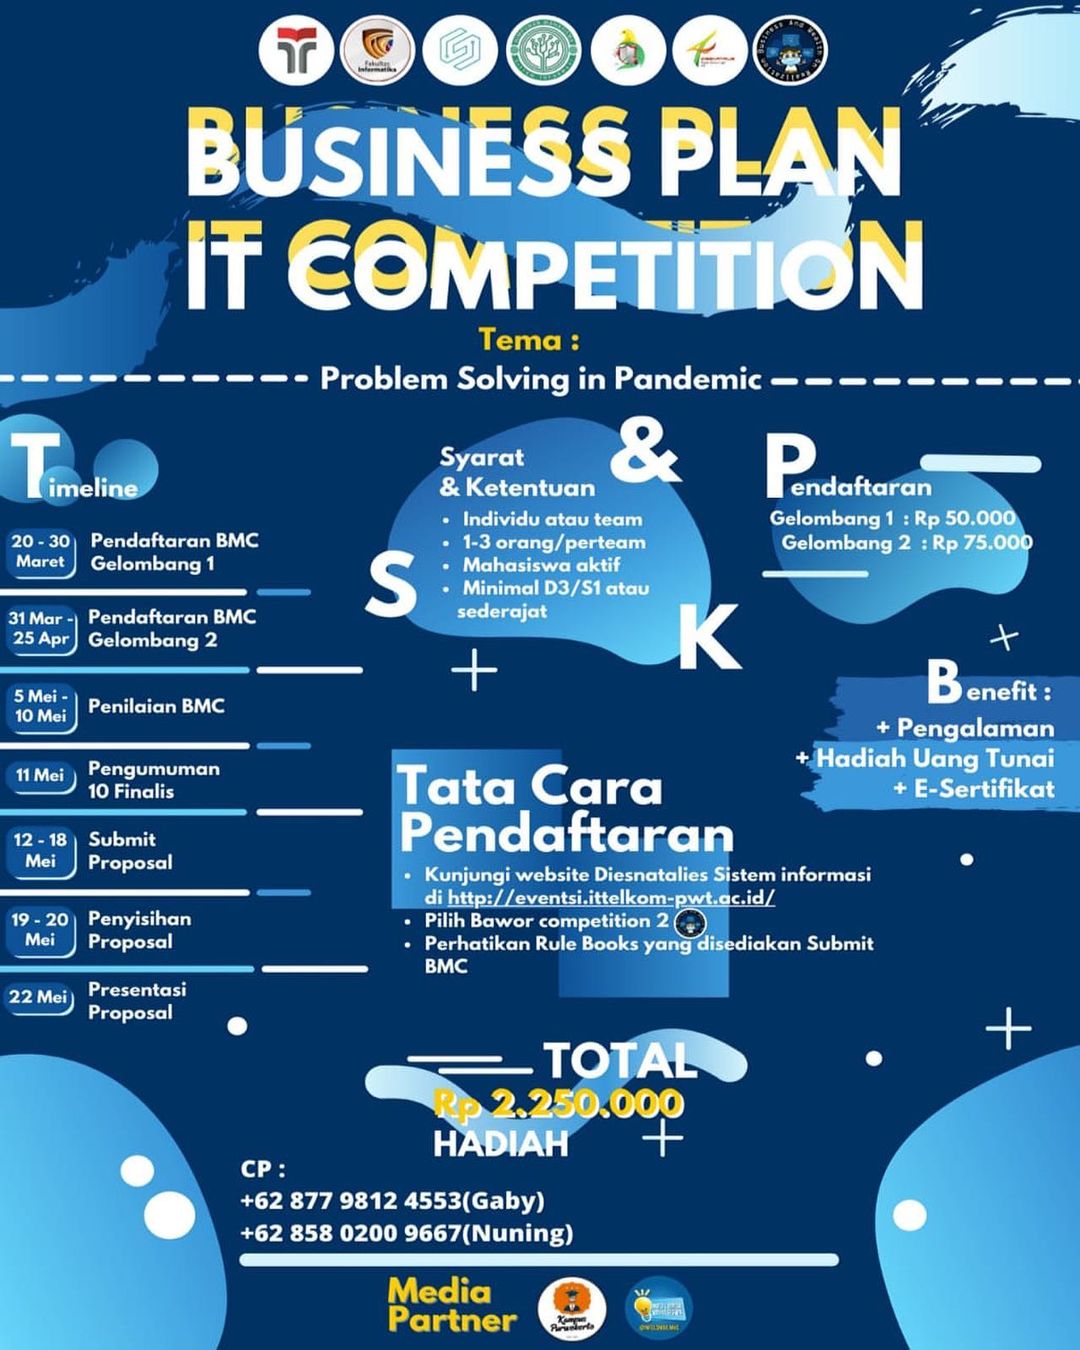 Fakultas
Informatika
BUSINESS PLAN
IT COMPETITION
Tema :
Problem Solving in Pandemic
Timeline
20 - 30
Maret
Pendaftaran BMC
Gelombang 1
31 Mar -
25 Apr
Pendaftaran BMC
Gelombang 2
5 Mei -
10 Mei
Penilaian BMC
11 Mei
Pengumuman
10 Finalis
12 - 18
Mei
Submit
Proposal
19 - 20
Mei
Penyisihan
Proposal
22 Mei
Presentasi
Proposal
S & K
Syarat
& Ketentuan
• Individu atau team
• 1-3 orang/perteam
• Mahasiswa aktif
• Minimal D3/S1 atau
sederajat
Pendaftaran
Gelombang 1 : Rp 50.000
Gelombang 2 : Rp 75.000
Benefit :
+ Pengalaman
+ Hadiah Uang Tunai
+ E-Sertifikat
Tata Cara
Pendaftaran
• Kunjungi website Diesnatalies Sistem informasi
di http://eventsi.ittelkom-pwt.ac.id/
• Pilih Bawor competition 2
• Perhatikan Rule Books yang disediakan Submit
BMC
TOTAL
Rp 2.250.000
HADIAH
CP :
+62 877 9812 4553(Gaby)
+62 858 0200 9667(Nuning)
Media
Partner
Kampus
Purwokerto